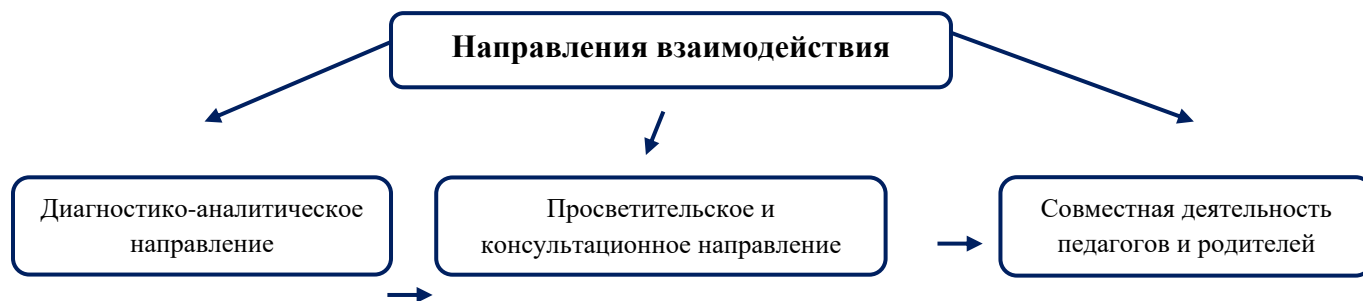 Направления взаимодействия
Диагностико-аналитическое
направление
Просветительское и
консультационное направление
Совместная деятельность
педагогов и родителей